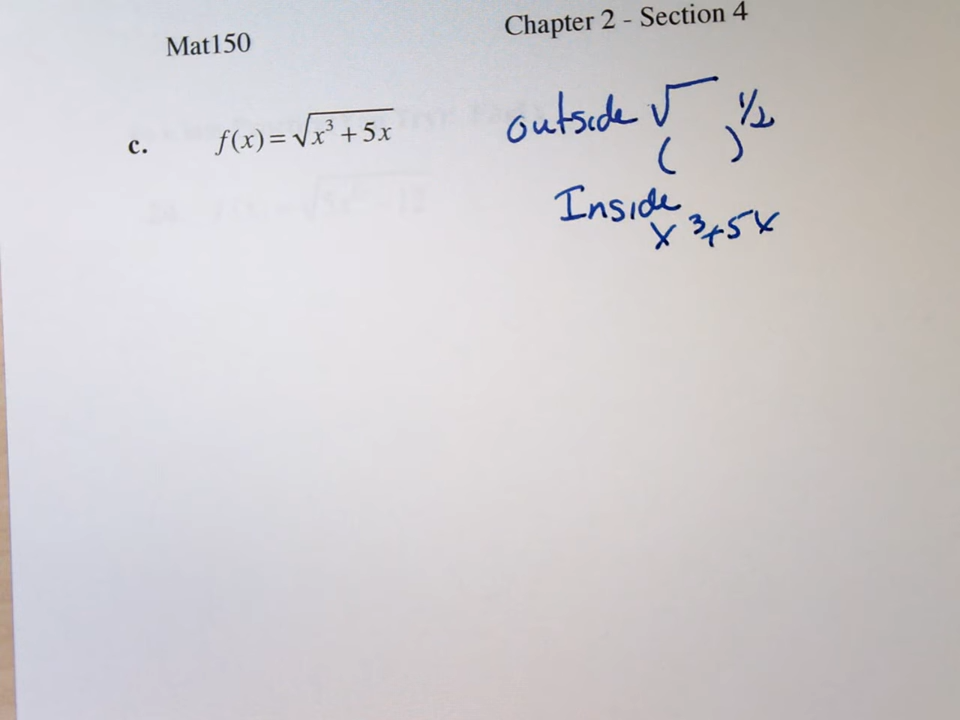 Mat150
Chapter 2 - Section 4
c. f(x) = √(x³ + 5x)
outside √ ( )^1/2
Inside
x³+5x